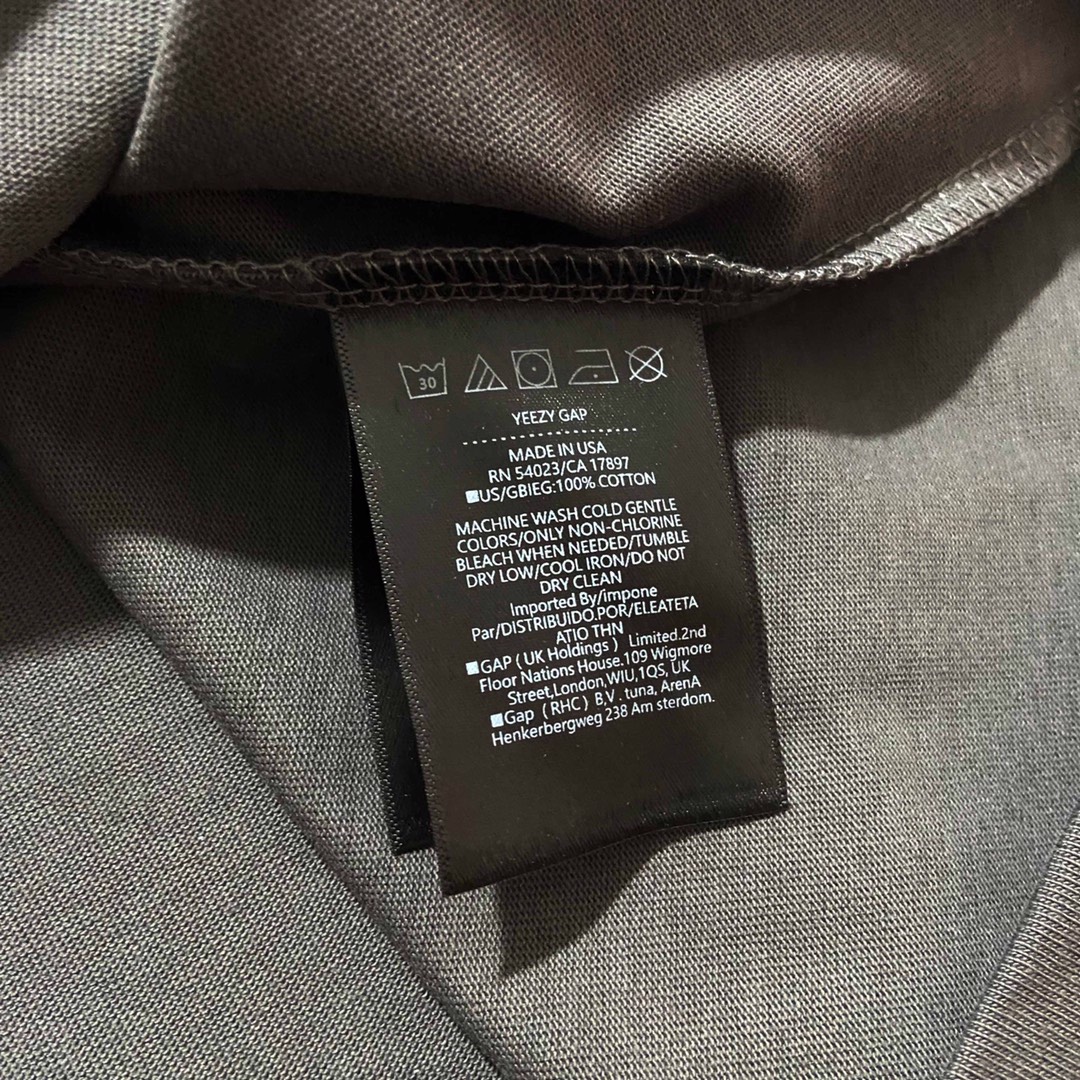 30
YEEZY GAP
MADE IN USA
RN 54023/CA 17897
US/GBIEG:100% COTTON
MACHINE WASH COLD GENTLE
COLORS/ONLY NON-CHLORINE
BLEACH WHEN NEEDED/TUMBLE
DRY LOW/COOL IRON/DO NOT
DRY CLEAN
Imported By/impone
Par/DISTRIBUIDO.POR/ELEATETA
ATIO THN
GAP ( UK Holdings ) Limited.2nd
Floor Nations House.109 Wigmore
Street,London,WIU,1QS, UK
Gap ( RHC ) B,V . tuna, ArenA
Henkerbergweg 238 Am sterdom.